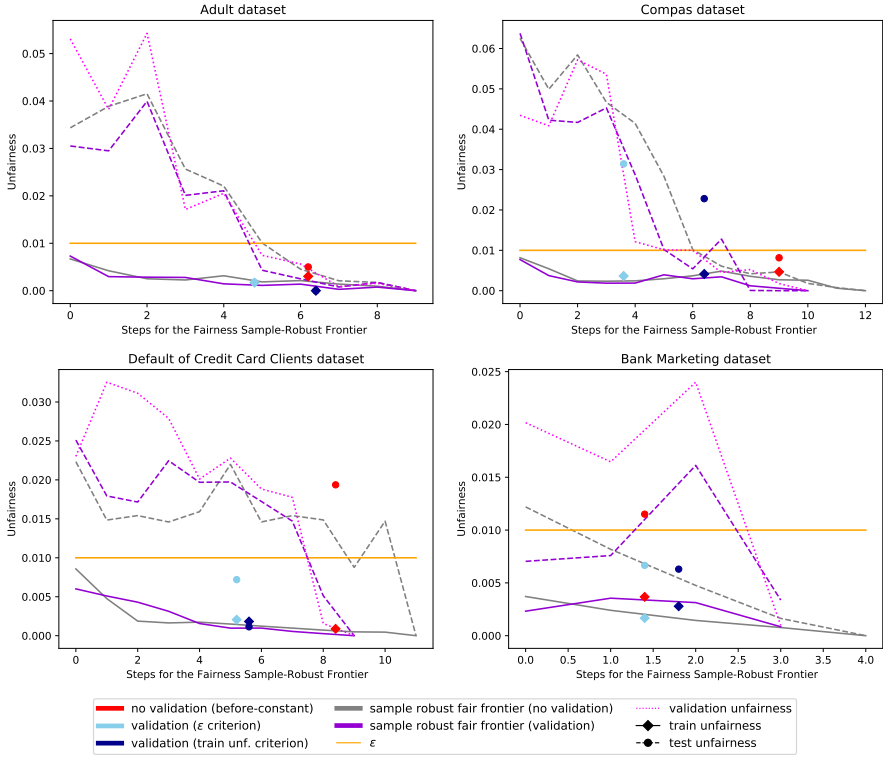 Adult dataset
Compas dataset
Unfairness
0.05
0.04
0.03
0.02
0.01
0.00
0 2 4 6 8
Steps for the Fairness Sample-Robust Frontier
Unfairness
0.06
0.05
0.04
0.03
0.02
0.01
0.00
0 2 4 6 8 10 12
Steps for the Fairness Sample-Robust Frontier
Default of Credit Card Clients dataset
Bank Marketing dataset
Unfairness
0.030
0.025
0.020
0.015
0.010
0.005
0.000
0 2 4 6 8 10
Steps for the Fairness Sample-Robust Frontier
Unfairness
0.025
0.020
0.015
0.010
0.005
0.000
0.0 0.5 1.0 1.5 2.0 2.5 3.0 3.5 4.0
Steps for the Fairness Sample-Robust Frontier
no validation (before-constant)
validation (ε criterion)
validation (train unf. criterion)
sample robust fair frontier (no validation)
sample robust fair frontier (validation)
ε
validation unfairness
train unfairness
test unfairness